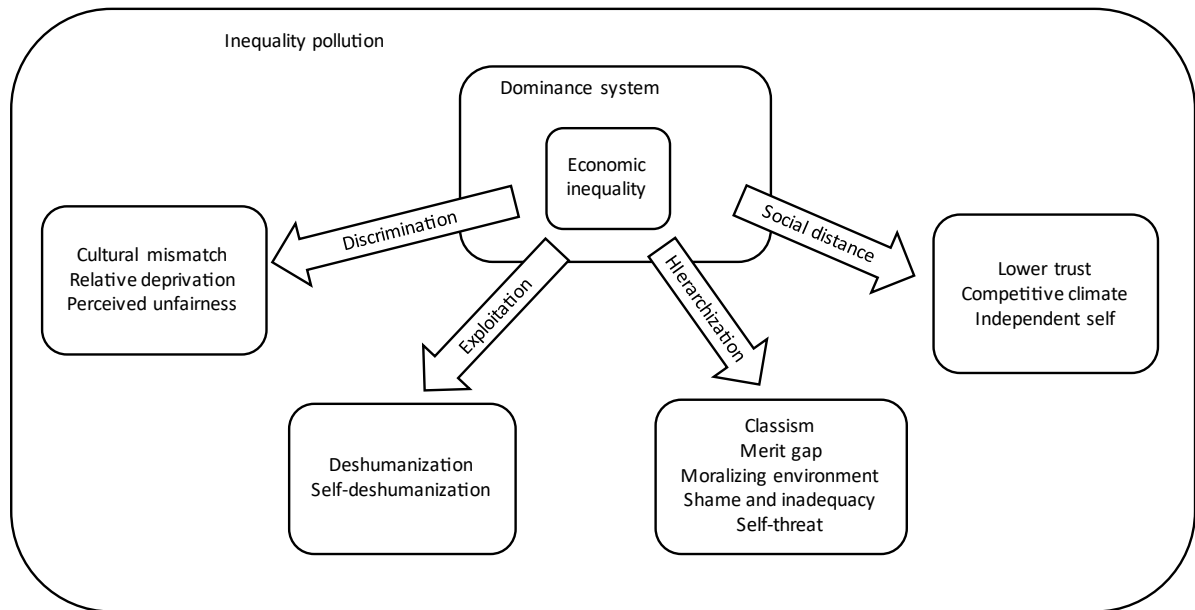 Inequality pollution
Dominance system
Economic
inequality
Discrimination
Exploitation
HIerarchization
Social distance
Cultural mismatch
Relative deprivation
Perceived unfairness
Deshumanization
Self-deshumanization
Classism
Merit gap
Moralizing environment
Shame and inadequacy
Self-threat
Lower trust
Competitive climate
Independent self